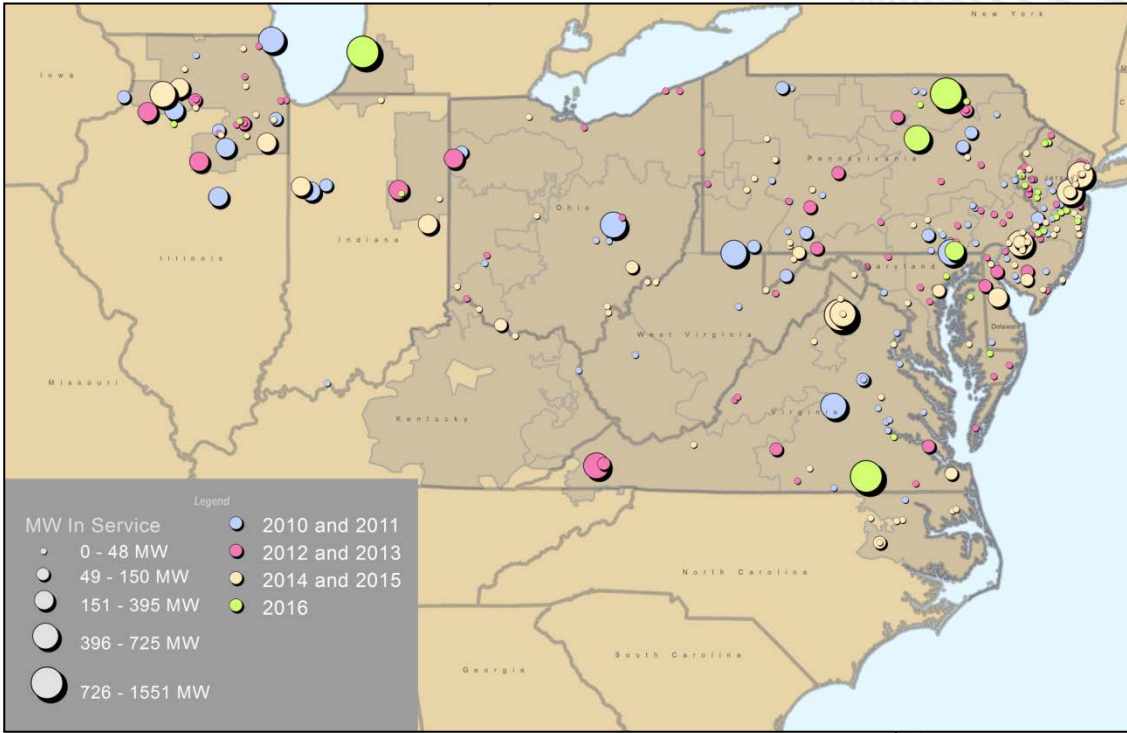 New York
Iowa
Pennsylvania
New Jersey
Ohio
Indiana
Illinois
Maryland
West Virginia
Delaware
Missouri
Kentucky
Virginia
Legend
MW In Service
0 - 48 MW
49 - 150 MW
151 - 395 MW
396 - 725 MW
726 - 1551 MW
2010 and 2011
2012 and 2013
2014 and 2015
2016
North Carolina
South Carolina
Georgia